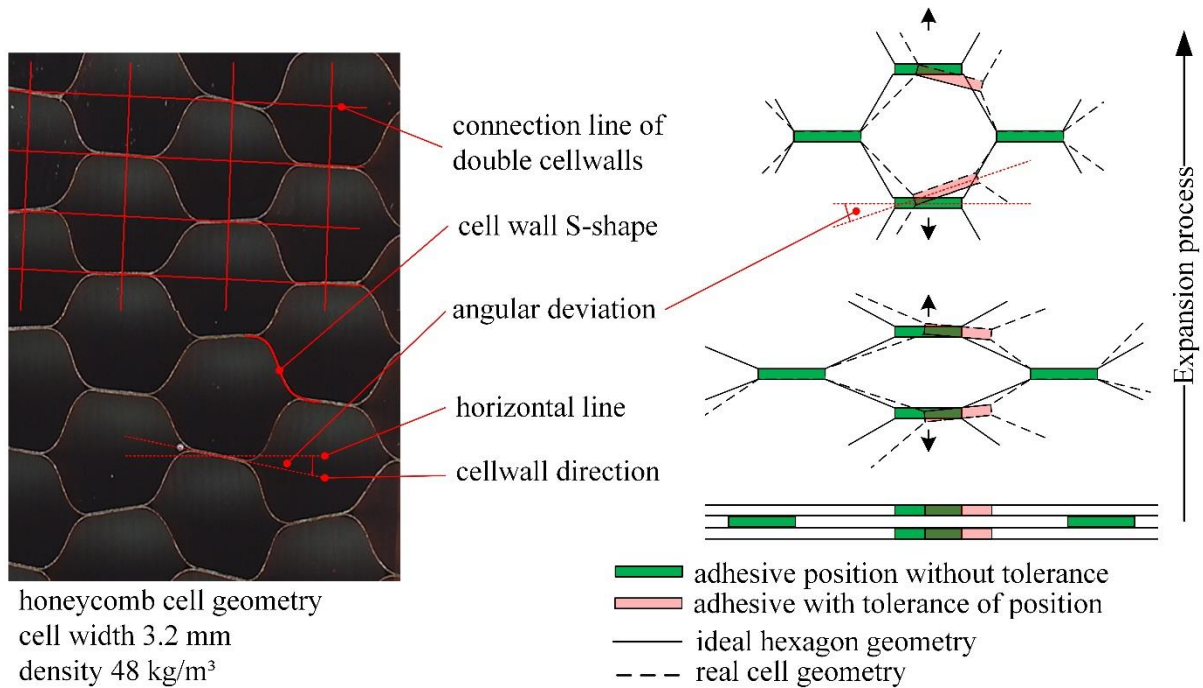 connection line of
double cellwalls
cell wall S-shape
angular deviation
horizontal line
cellwall direction
honeycomb cell geometry
cell width 3.2 mm
density 48 kg/m³
Expansion process
adhesive position without tolerance
adhesive with tolerance of position
ideal hexagon geometry
real cell geometry